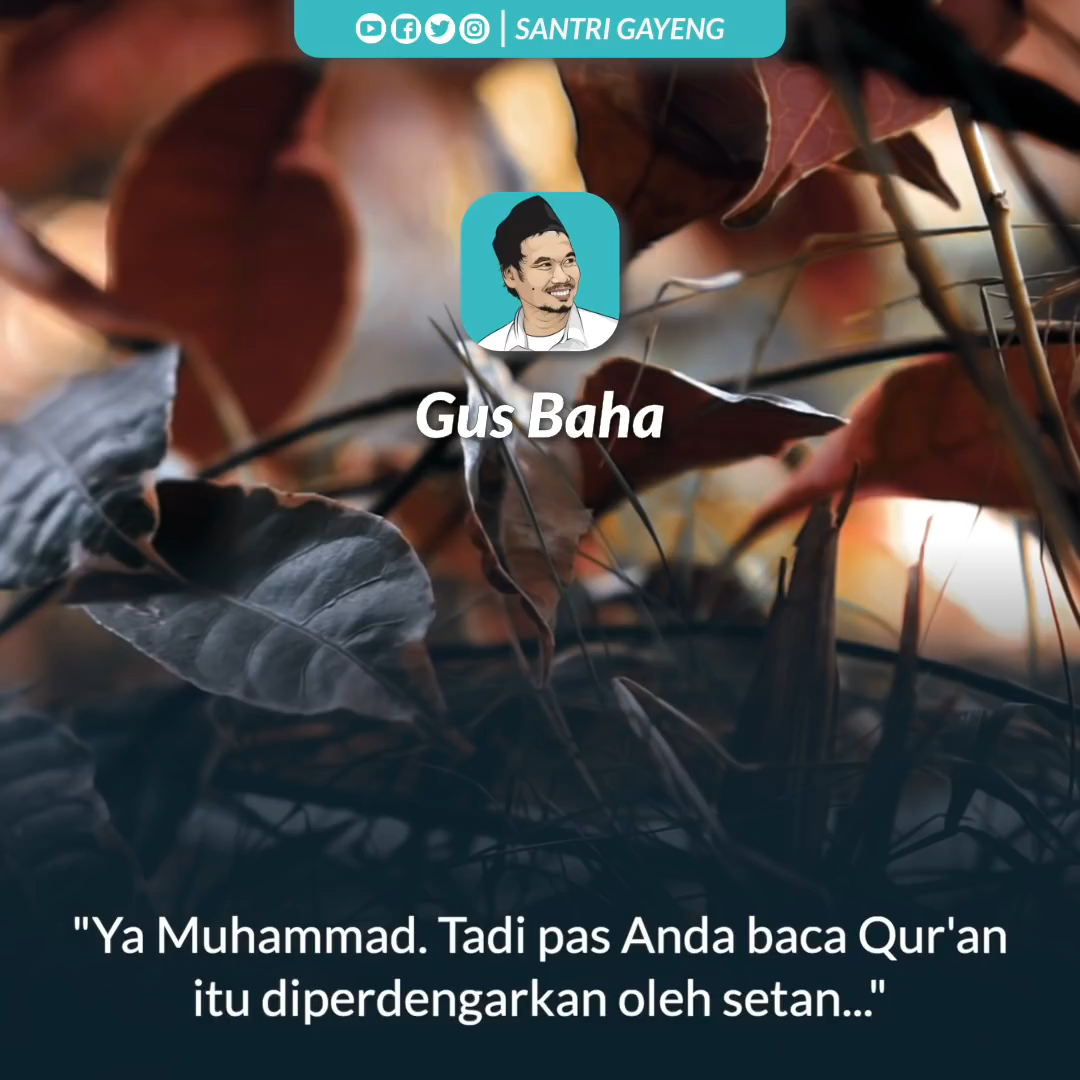 SANTRI GAYENG
Gus Baha
"Ya Muhammad. Tadi pas Anda baca Qur'an
itu diperdengarkan oleh setan..."